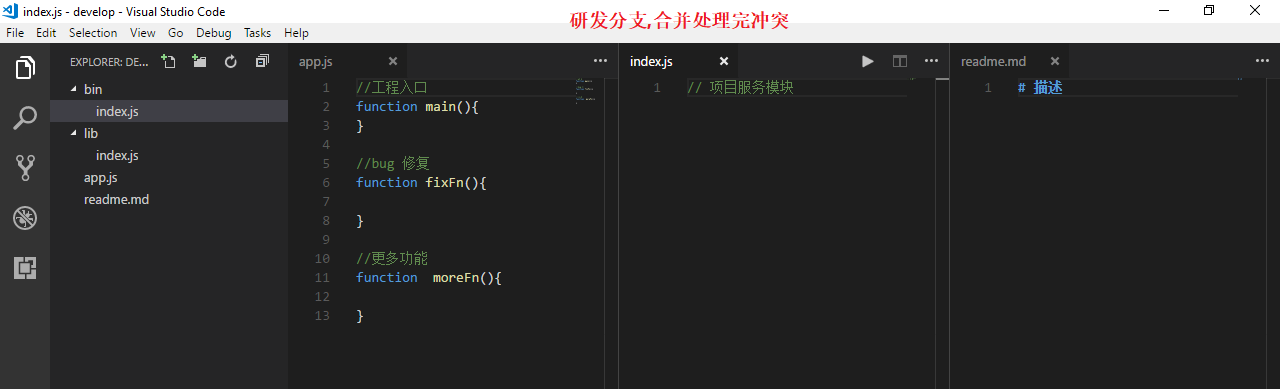 index.js - develop - Visual Studio Code
研发分支,合并处理完冲突
File Edit Selection View Go Debug Tasks Help
EXPLORER: DE...
bin
index.js
lib
index.js
app.js
readme.md
app.js
1 //工程入口
2 function main(){
3 }
4
5 //bug 修复
6 function fixFn(){
7
8 }
9
10 //更多功能
11 function  moreFn(){
12
13 }
index.js
1 // 项目服务模块
readme.md
1 # 描述